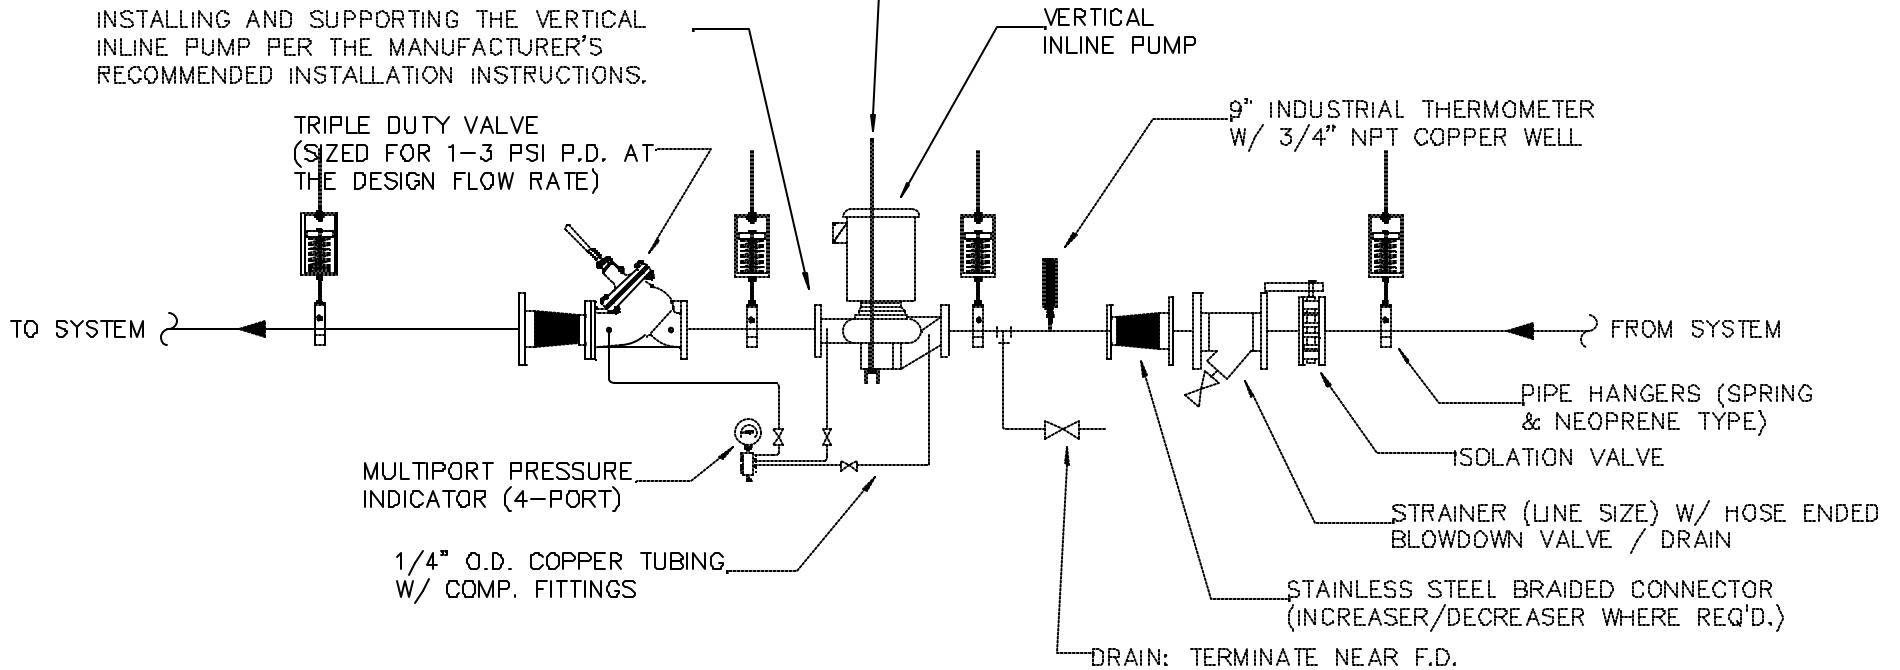 INSTALLING AND SUPPORTING THE VERTICAL
INLINE PUMP PER THE MANUFACTURER'S
RECOMMENDED INSTALLATION INSTRUCTIONS.
VERTICAL
INLINE PUMP
TRIPLE DUTY VALVE
(SIZED FOR 1-3 PSI P.D. AT
THE DESIGN FLOW RATE)
9" INDUSTRIAL THERMOMETER
W/ 3/4" NPT COPPER WELL
TO SYSTEM
FROM SYSTEM
PIPE HANGERS (SPRING
& NEOPRENE TYPE)
ISOLATION VALVE
MULTIPORT PRESSURE
INDICATOR (4-PORT)
STRAINER (LINE SIZE) W/ HOSE ENDED
BLOWDOWN VALVE / DRAIN
1/4" O.D. COPPER TUBING
W/ COMP. FITTINGS
STAINLESS STEEL BRAIDED CONNECTOR
(INCREASER/DECREASER WHERE REQ'D.)
DRAIN; TERMINATE NEAR F.D.